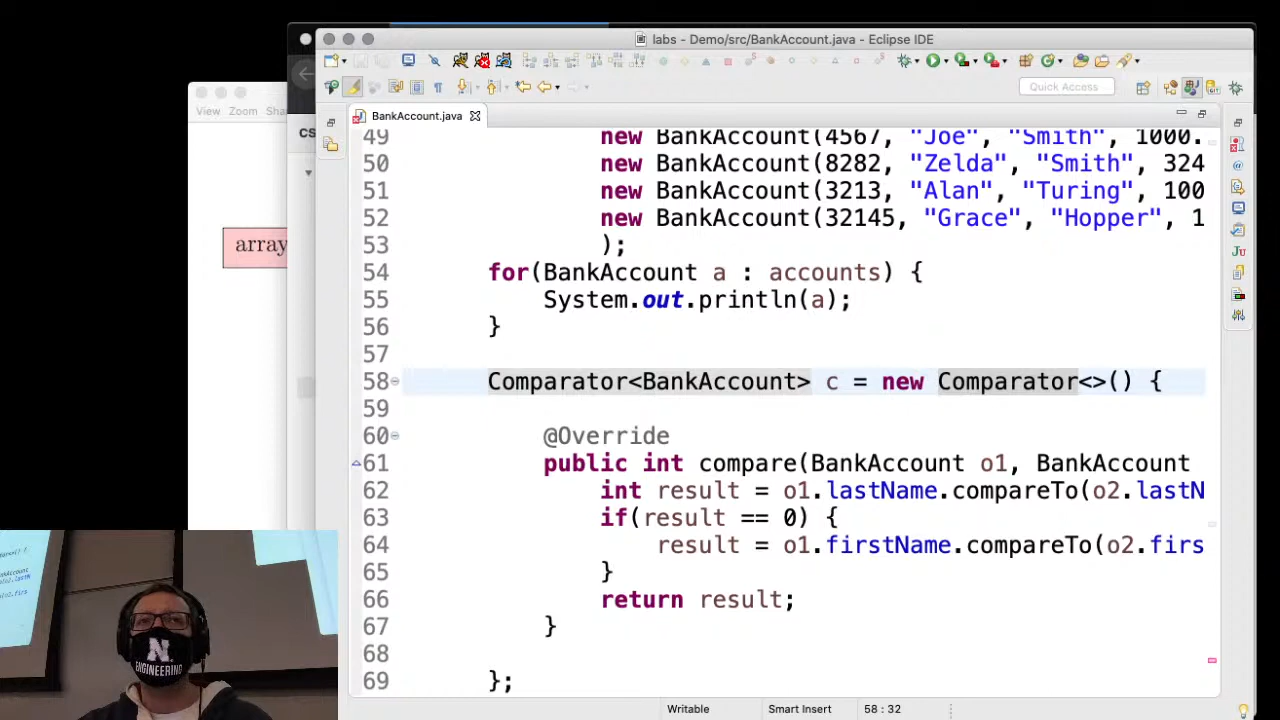 labs - Demo/src/BankAccount.java - Eclipse IDE
View Zoom Sha
Quick Access
BankAccount.java
CS
array
49 new BankAccount(4567, "Joe", "Smith", 1000.
50 new BankAccount(8282, "Zelda", "Smith", 324
51 new BankAccount(3213, "Alan", "Turing", 100
52 new BankAccount(32145, "Grace", "Hopper", 1
53 );
54 for(BankAccount a : accounts) {
55 System.out.println(a);
56 }
57
58 Comparator<BankAccount> c = new Comparator<>() {
59
60 @Override
61 public int compare(BankAccount o1, BankAccount
62 int result = o1.lastName.compareTo(o2.lastN
63 if(result == 0) {
64 result = o1.firstName.compareTo(o2.firs
65 }
66 return result;
67 }
68
69 };
N
ENGINEERING
Writable Smart Insert 58 : 32